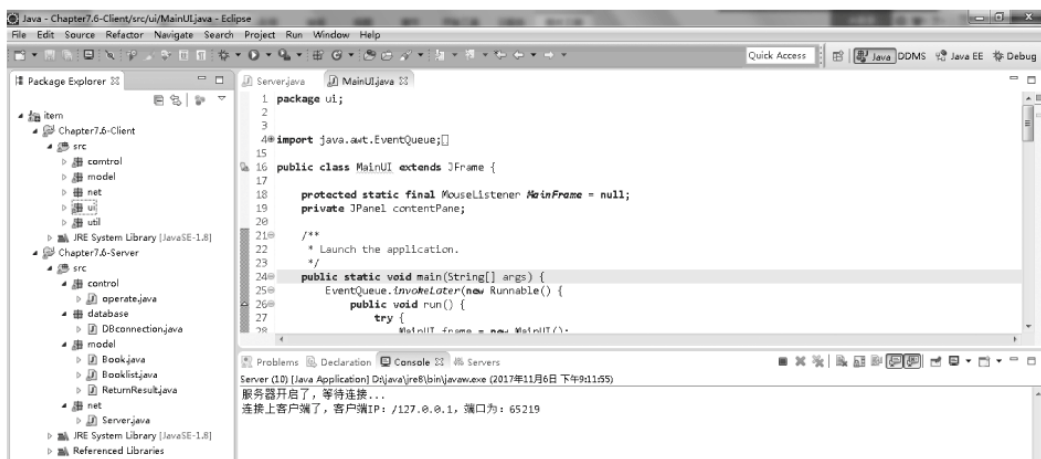 Java - Chapter7.6-Client/src/ui/MainUI.java - Eclipse
File Edit Source Refactor Navigate Search Project Run Window Help
Quick Access
Java DDMS Java EE Debug
Package Explorer
Server.java MainUI.java
item
Chapter7.6-Client
src
comtrol
model
net
ui
util
JRE System Library [JavaSE-1.8]
Chapter7.6-Server
src
control
operate.java
database
DBconnection.java
model
Book.java
Booklist.java
ReturnResult.java
net
Server.java
JRE System Library [JavaSE-1.8]
Referenced Libraries
1 package ui;
2
3
4 import java.awt.EventQueue;
15
16 public class MainUI extends JFrame {
17
18 protected static final MouseListener MainFrame = null;
19 private JPanel contentPane;
20
21 /**
22 * Launch the application.
23 */
24 public static void main(String[] args) {
25 EventQueue.invokeLater(new Runnable() {
26 public void run() {
27 try {
28 MainUI frame = new MainUI();
Problems Declaration Console Servers
Server (10) [Java Application] D:\java\jre8\bin\javaw.exe (2017年11月6日 下午9:11:55)
服务器开启了，等待连接...
连接上客户端了，客户端IP：/127.0.0.1，端口为：65219